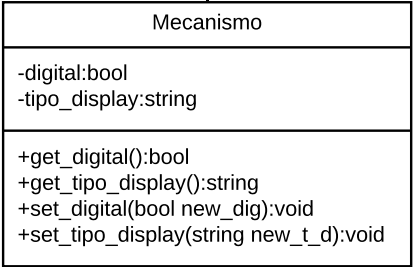 Mecanismo
-digital:bool
-tipo_display:string
+get_digital():bool
+get_tipo_display():string
+set_digital(bool new_dig):void
+set_tipo_display(string new_t_d):void